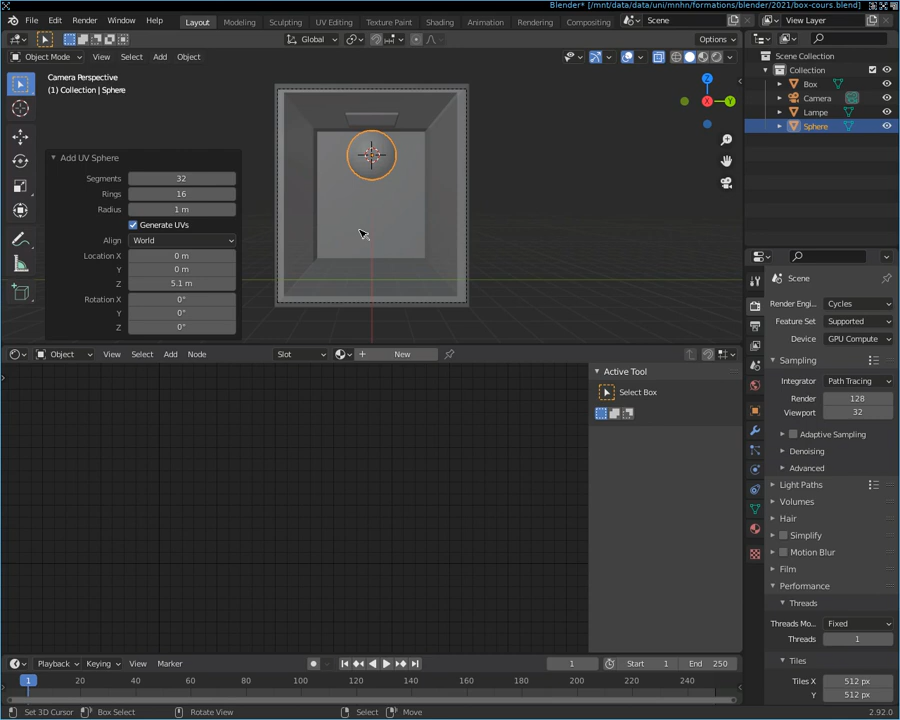 Blender* [/mnt/data/data/uni/mnhn/formations/blender/2021/box-cours.blend]
File Edit Render Window Help Layout Modeling Sculpting UV Editing Texture Paint Shading Animation Rendering Compositing Scene View Layer
Global Options
Object Mode View Select Add Object
Camera Perspective
(1) Collection | Sphere
Z
Y
X
Add UV Sphere
Segments 32
Rings 16
Radius 1 m
Generate UVs
Align World
Location X 0 m
Y 0 m
Z 5.1 m
Rotation X 0°
Y 0°
Z 0°
Scene Collection
Collection
Box
Camera
Lampe
Sphere
Scene
Render Engi... Cycles
Feature Set Supported
Device GPU Compute
Sampling
Integrator Path Tracing
Render 128
Viewport 32
Adaptive Sampling
Denoising
Advanced
Light Paths
Volumes
Hair
Simplify
Motion Blur
Film
Performance
Threads
Threads Mo... Fixed
Threads 1
Tiles
Tiles X 512 px
Y 512 px
Object View Select Add Node Slot New
Active Tool
Select Box
Playback Keying View Marker 1 Start 1 End 250
1 20 40 60 80 100 120 140 160 180 200 220 240
Set 3D Cursor Box Select Rotate View Select Move 2.92.0